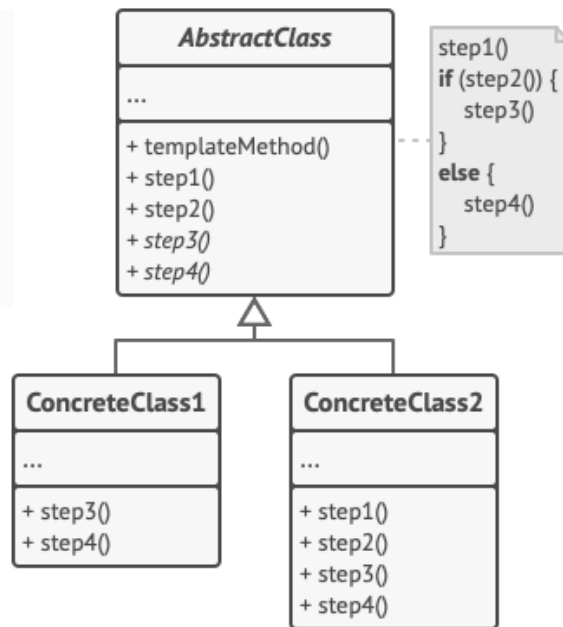 AbstractClass
...
+ templateMethod()
+ step1()
+ step2()
+ step3()
+ step4()
step1()
if (step2()) {
step3()
}
else {
step4()
}
ConcreteClass1
...
+ step3()
+ step4()
ConcreteClass2
...
+ step1()
+ step2()
+ step3()
+ step4()